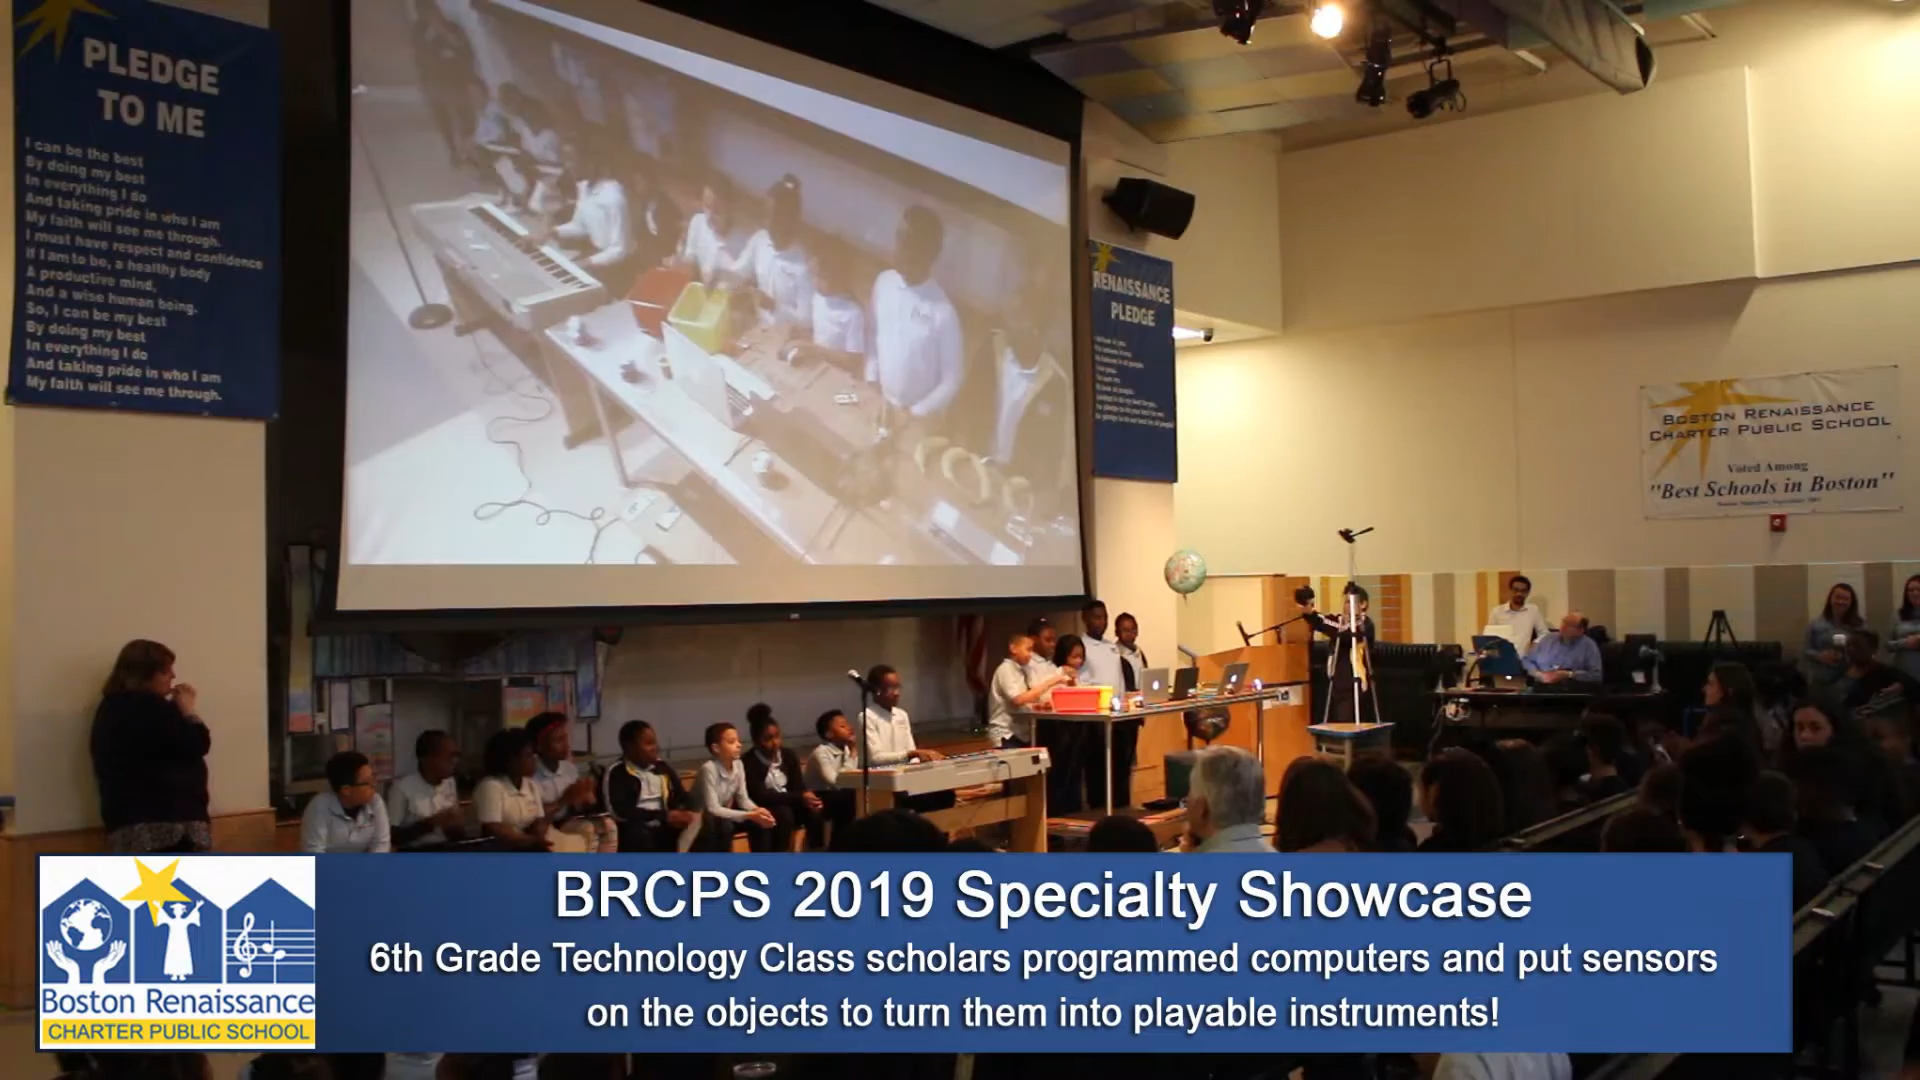 PLEDGE
TO ME
I can be the best
By doing my best
In everything I do
And taking pride in who I am
My faith will see me through.
I must have respect and confidence
If I am to be, a healthy body
A productive mind,
And a wise human being.
So, I can be my best
By doing my best
In everything I do
And taking pride in who I am
My faith will see me through.
RENAISSANCE
PLEDGE
BOSTON RENAISSANCE
CHARTER PUBLIC SCHOOL
Voted Among
"Best Schools in Boston"
BRCPS 2019 Specialty Showcase
6th Grade Technology Class scholars programmed computers and put sensors
on the objects to turn them into playable instruments!
Boston Renaissance
CHARTER PUBLIC SCHOOL